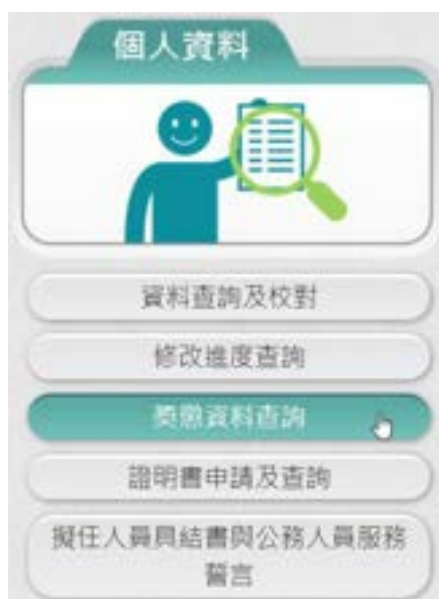 個人資料
資料查詢及校對
修改進度查詢
獎懲資料查詢
證明書申請及查詢
擬任人員具結書與公務人員服務
誓言